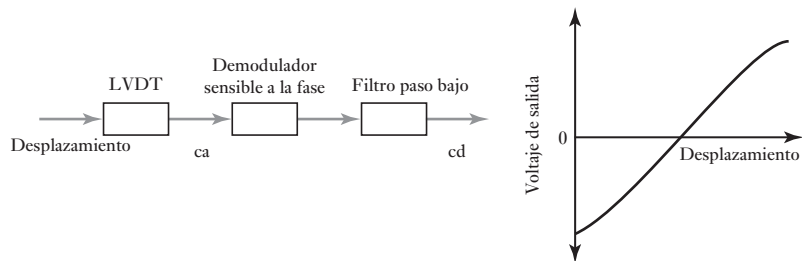 LVDT
Demodulador
sensible a la fase
Filtro paso bajo
Desplazamiento
ca
cd
Voltaje de salida
0
Desplazamiento